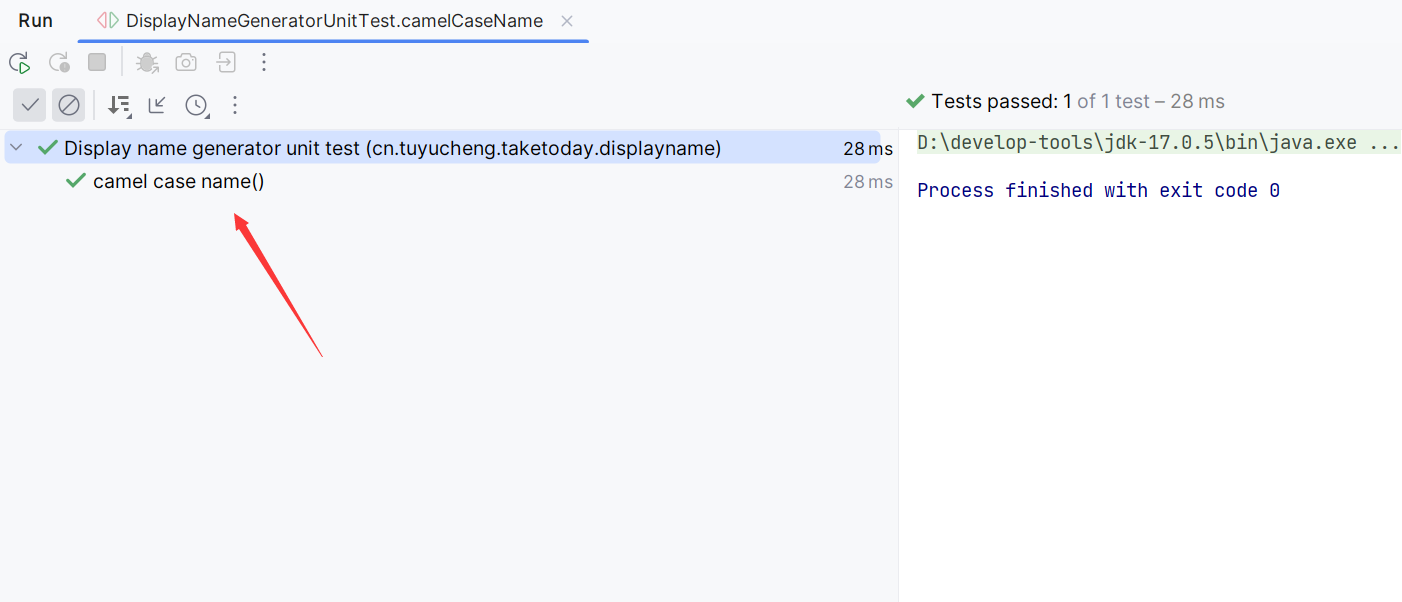 Run DisplayNameGeneratorUnitTest.camelCaseName
Tests passed: 1 of 1 test – 28 ms
Display name generator unit test (cn.tuyucheng.taketoday.displayname) 28 ms
camel case name() 28 ms
D:\develop-tools\jdk-17.0.5\bin\java.exe ...
Process finished with exit code 0